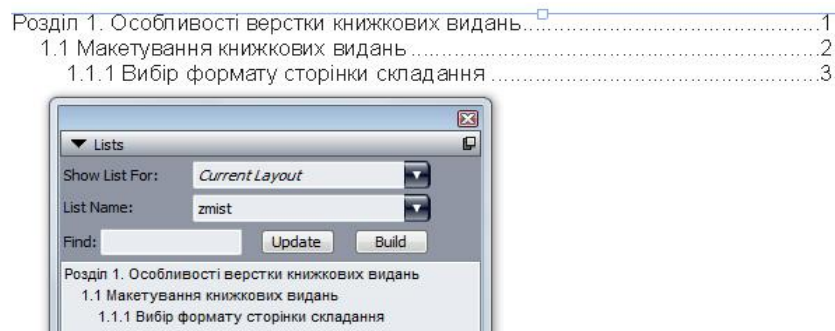 Розділ 1. Особливості верстки книжкових видань..........................................1
1.1 Макетування книжкових видань..........................................................2
1.1.1 Вибір формату сторінки складання ...............................................3
Lists
Show List For: Current Layout
List Name: zmist
Find: Update Build
Розділ 1. Особливості верстки книжкових видань
1.1 Макетування книжкових видань
1.1.1 Вибір формату сторінки складання